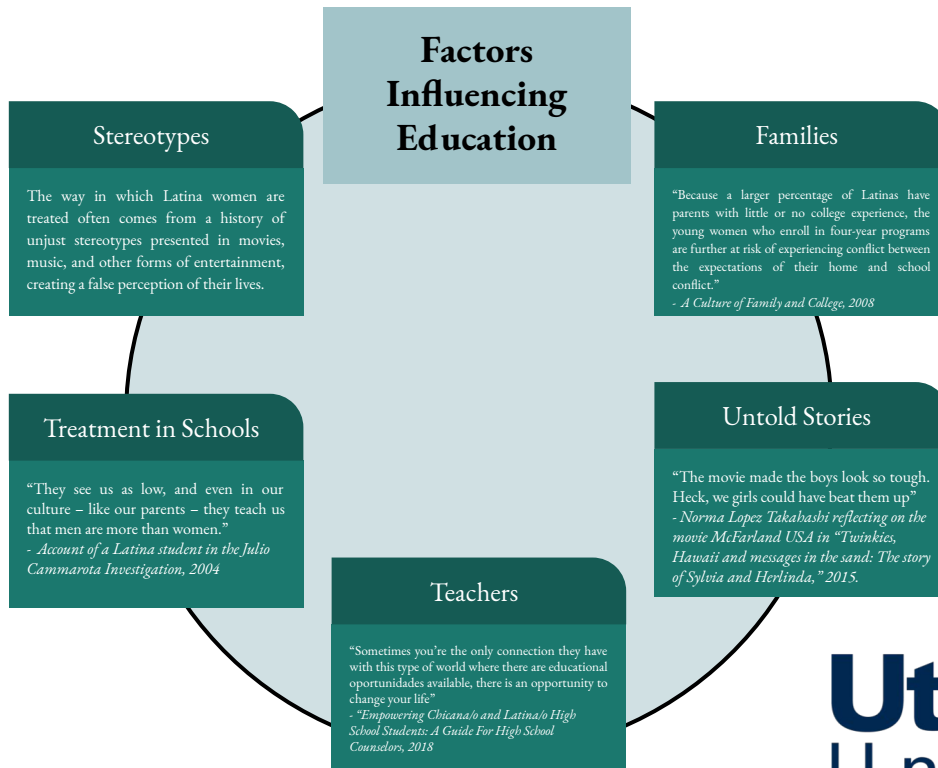 Factors
Influencing
Education
Stereotypes
The way in which Latina women are
treated often comes from a history of
unjust stereotypes presented in movies,
music, and other forms of entertainment,
creating a false perception of their lives.
Families
“Because a larger percentage of Latinas have
parents with little or no college experience, the
young women who enroll in four-year programs
are further at risk of experiencing conflict between
the expectations of their home and school
conflict.”
- A Culture of Family and College, 2008
Treatment in Schools
“They see us as low, and even in our
culture – like our parents – they teach us
that men are more than women.”
- Account of a Latina student in the Julio
Cammarota Investigation, 2004
Untold Stories
“The movie made the boys look so tough.
Heck, we girls could have beat them up”
- Norma Lopez Takahashi reflecting on the
movie McFarland USA in “Twinkies,
Hawaii and messages in the sand: The story
of Sylvia and Herlinda,” 2015.
Teachers
“Sometimes you’re the only connection they have
with this type of world where there are educational
oportunidades available, there is an opportunity to
change your life”
- “Empowering Chicana/o and Latina/o High
School Students: A Guide For High School
Counselors, 2018
Ut